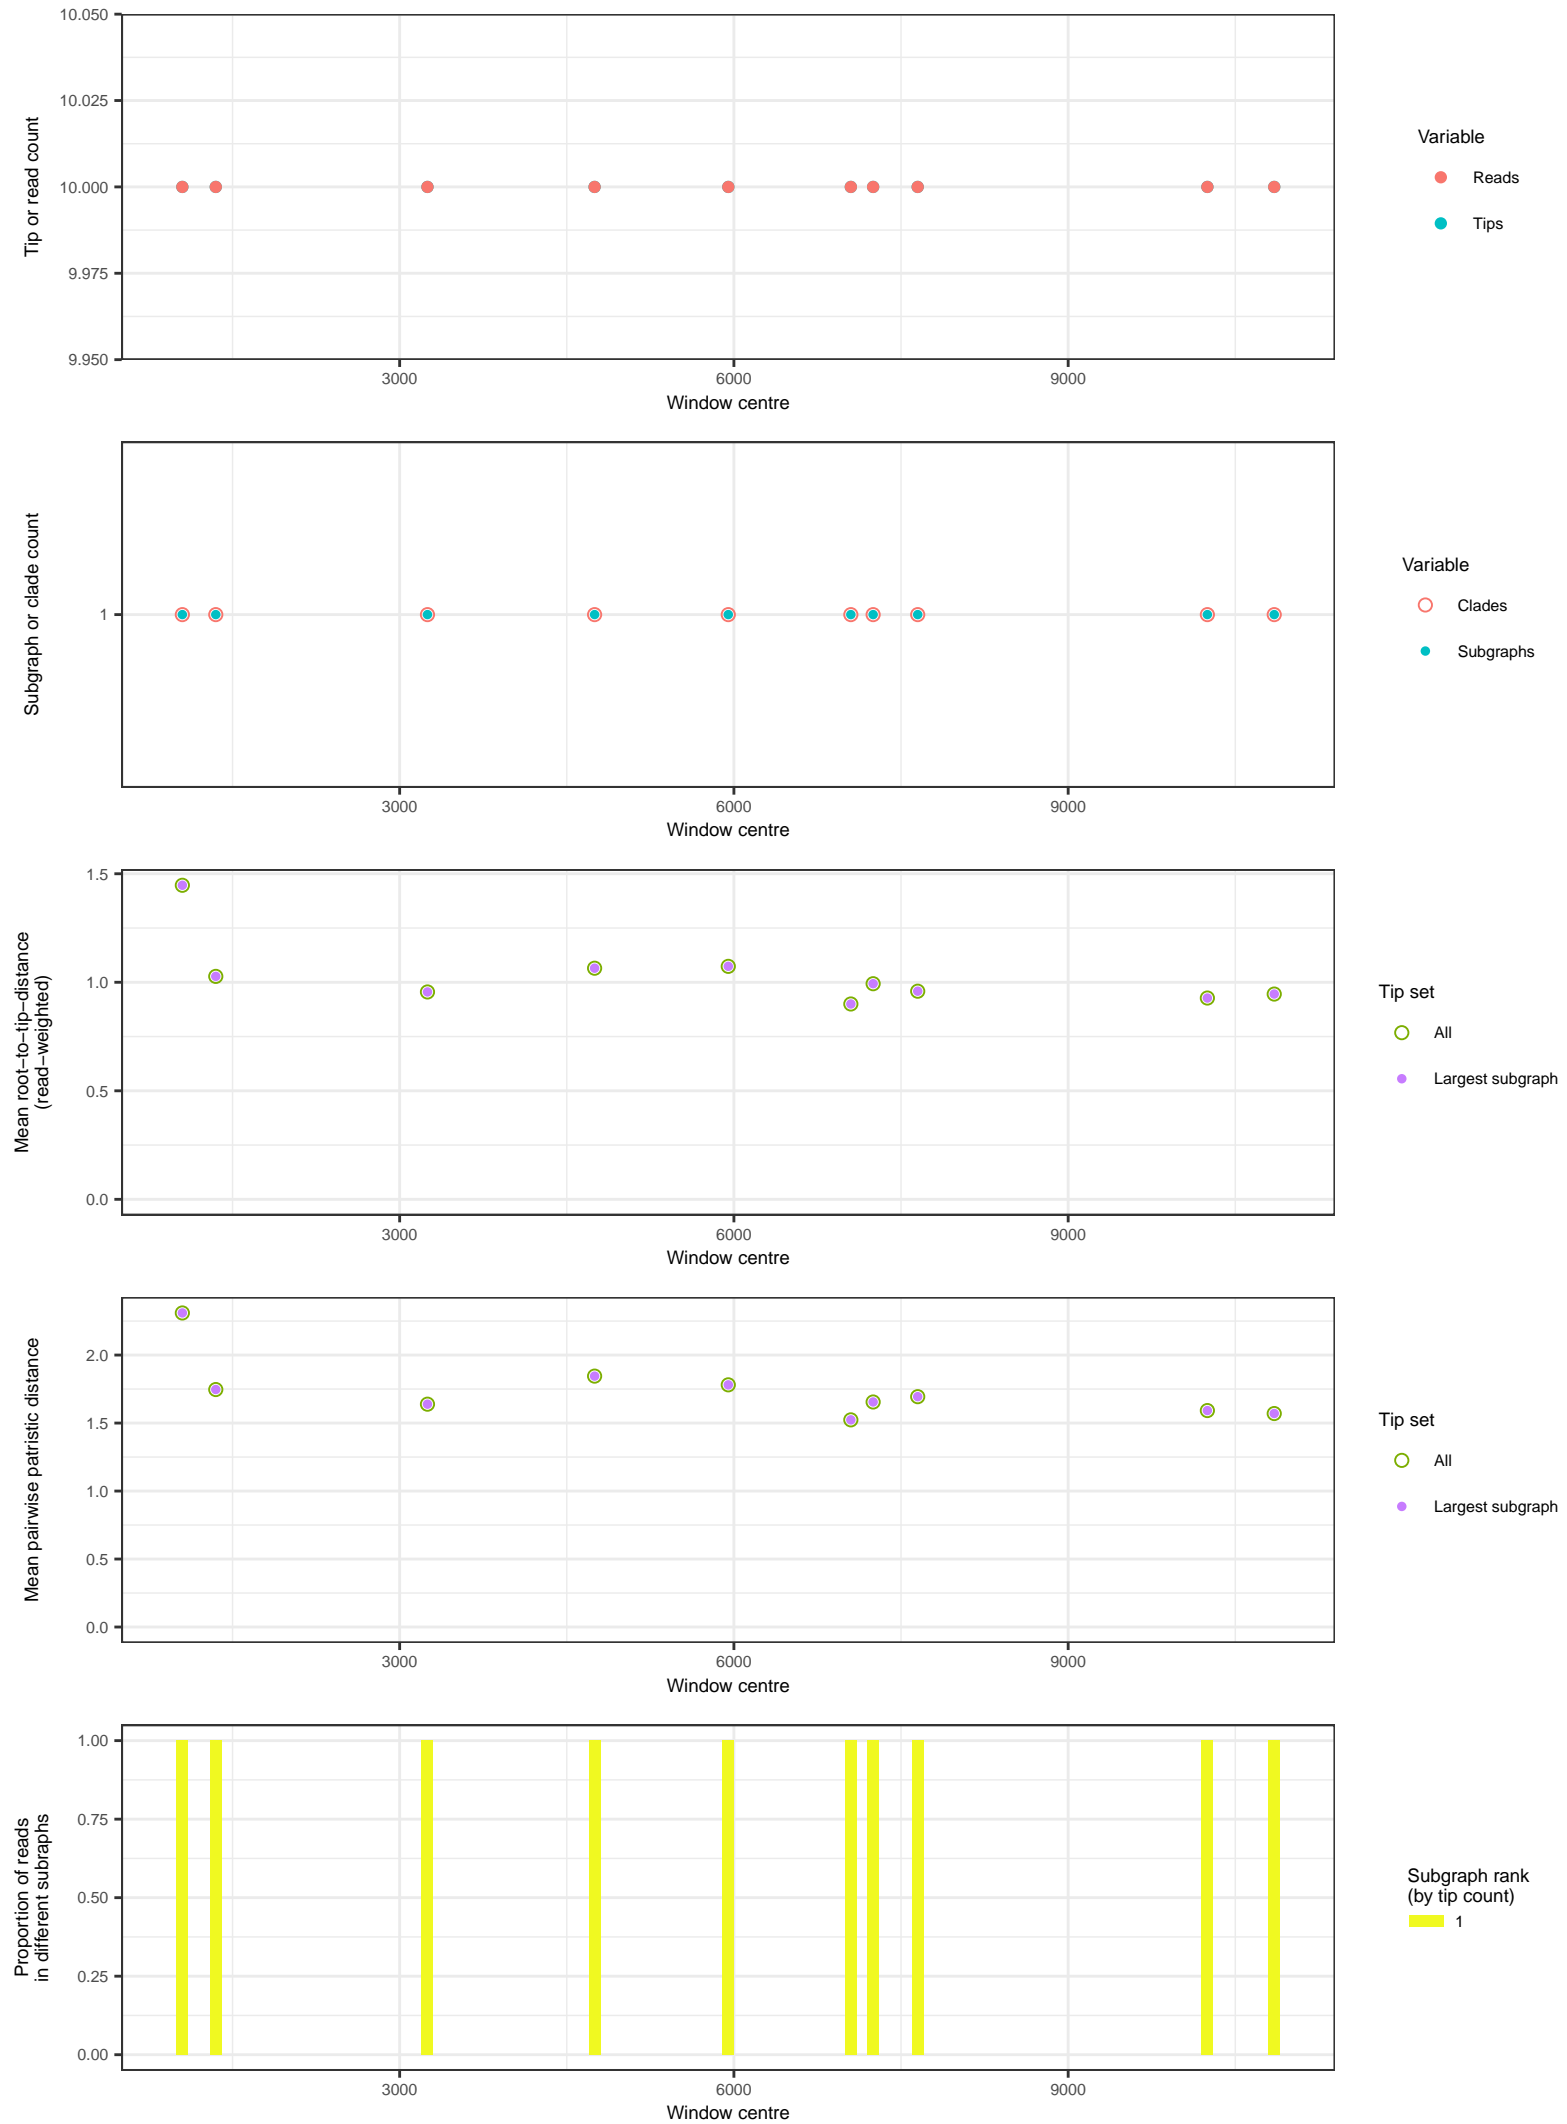 10.050
10.025
10.000
9.975
9.950
Tip or read count
3000
6000
9000
Window centre
Variable
Reads
Tips
1
Subgraph or clade count
3000
6000
9000
Window centre
Variable
Clades
Subgraphs
1.5
1.0
0.5
0.0
Mean root−to−tip−distance
(read−weighted)
3000
6000
9000
Window centre
Tip set
All
Largest subgraph
2.0
1.5
1.0
0.5
0.0
Mean pairwise patristic distance
3000
6000
9000
Window centre
Tip set
All
Largest subgraph
1.00
0.75
0.50
0.25
0.00
Proportion of reads
in different subraphs
3000
6000
9000
Window centre
Subgraph rank
(by tip count)
1